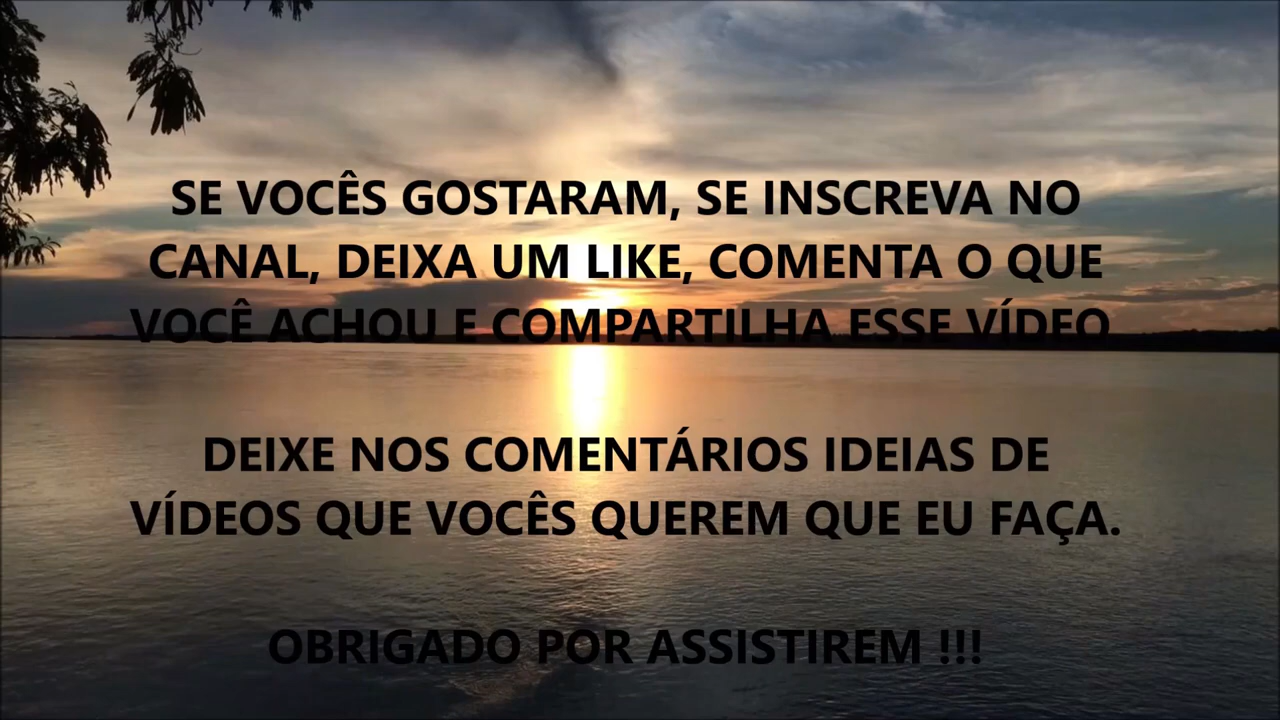 SE VOCÊS GOSTARAM, SE INSCREVA NO
CANAL, DEIXA UM LIKE, COMENTA O QUE
VOCÊ ACHOU E COMPARTILHA ESSE VÍDEO
DEIXE NOS COMENTÁRIOS IDEIAS DE
VÍDEOS QUE VOCÊS QUEREM QUE EU FAÇA.
OBRIGADO POR ASSISTIREM !!!